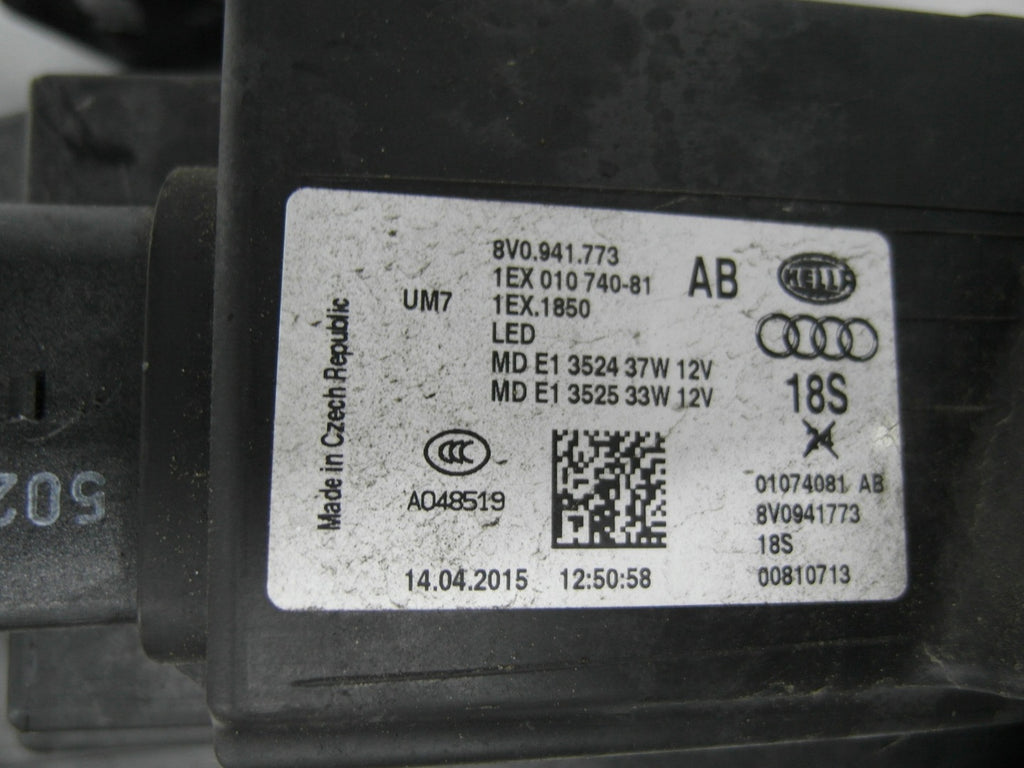 8V0.941.773
1EX 010 740-81
1EX.1850
LED
MD E1 3524 37W 12V
MD E1 3525 33W 12V
UM7
AB
HELLA
18S
Made in Czech Republic
CCC
A048519
01074081 AB
8V0941773
18S
00810713
14.04.2015 12:50:58
502